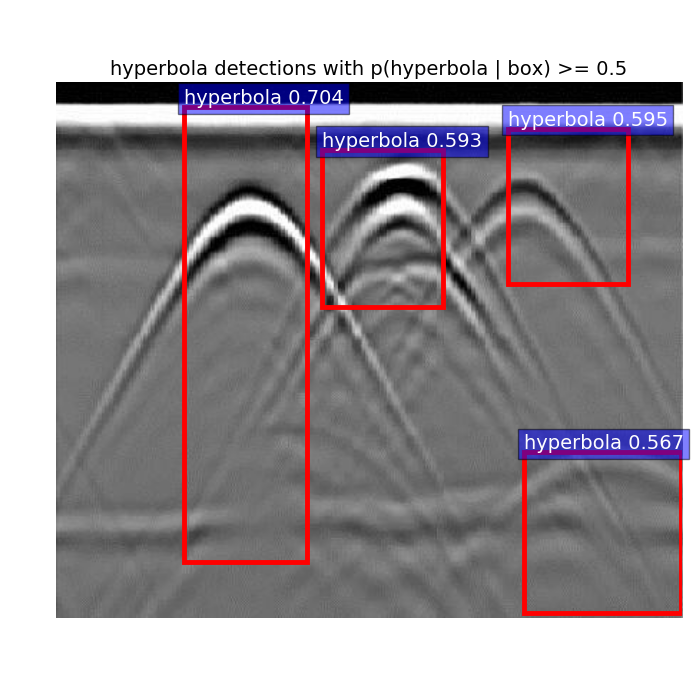 hyperbola detections with p(hyperbola | box) >= 0.5
hyperbola 0.704
hyperbola 0.595
hyperbola 0.593
hyperbola 0.567